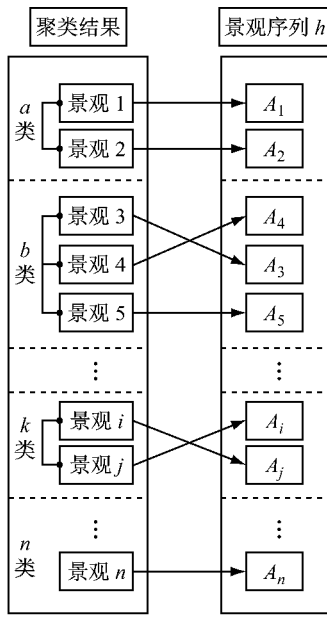 聚类结果
景观序列 h
a
类
景观 1
景观 2
A₁
A₂
b
类
景观 3
景观 4
景观 5
A₄
A₃
A₅
⋮
⋮
k
类
景观 i
景观 j
Aᵢ
Aⱼ
n
类
⋮
景观 n
⋮
Aₙ